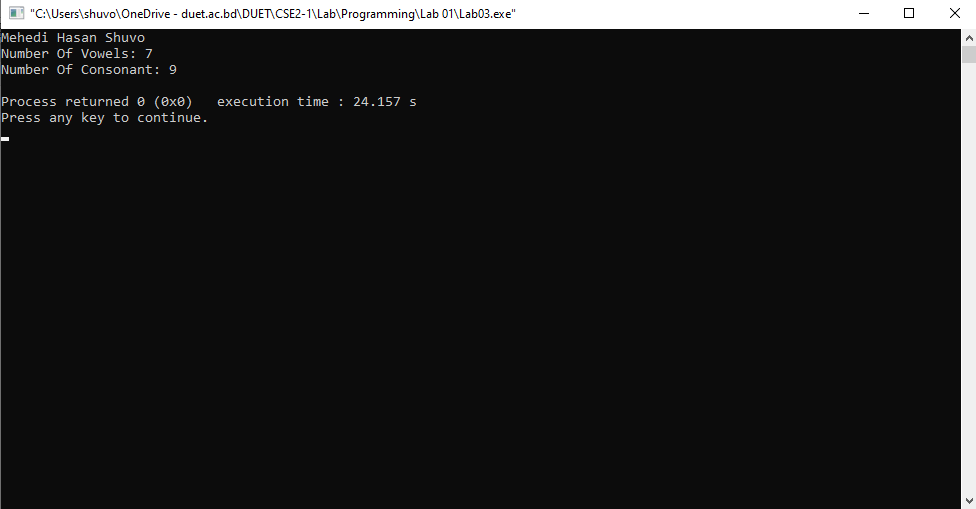 "C:\Users\shuvo\OneDrive - duet.ac.bd\DUET\CSE2-1\Lab\Programming\Lab 01\Lab03.exe"
Mehedi Hasan Shuvo
Number Of Vowels: 7
Number Of Consonant: 9
Process returned 0 (0x0)   execution time : 24.157 s
Press any key to continue.